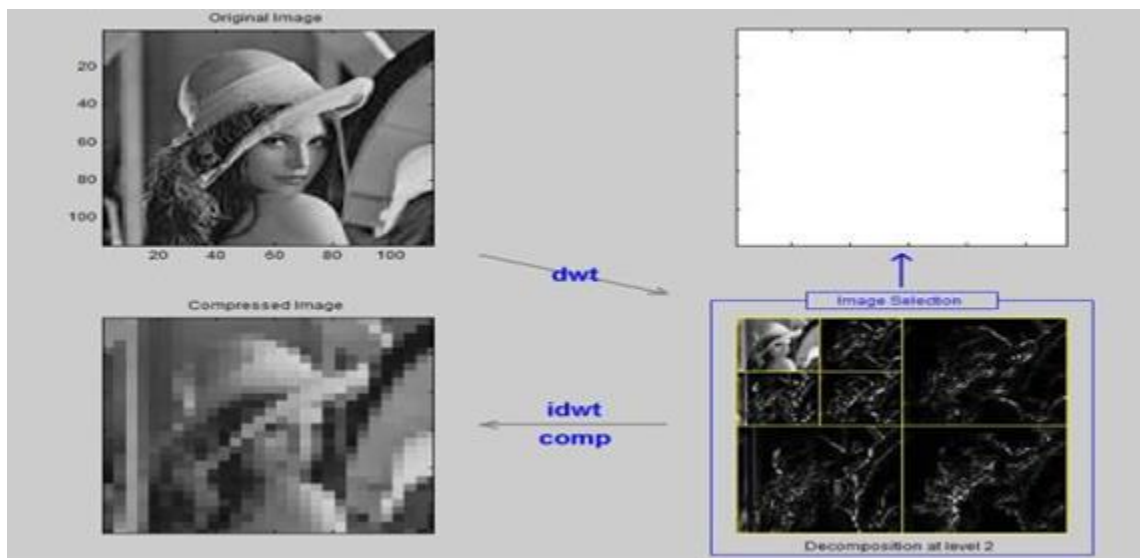 Original Image
20
40
60
80
100
20 40 60 80 100
dwt
Compressed Image
Image Selection
idwt
comp
Decomposition at level 2